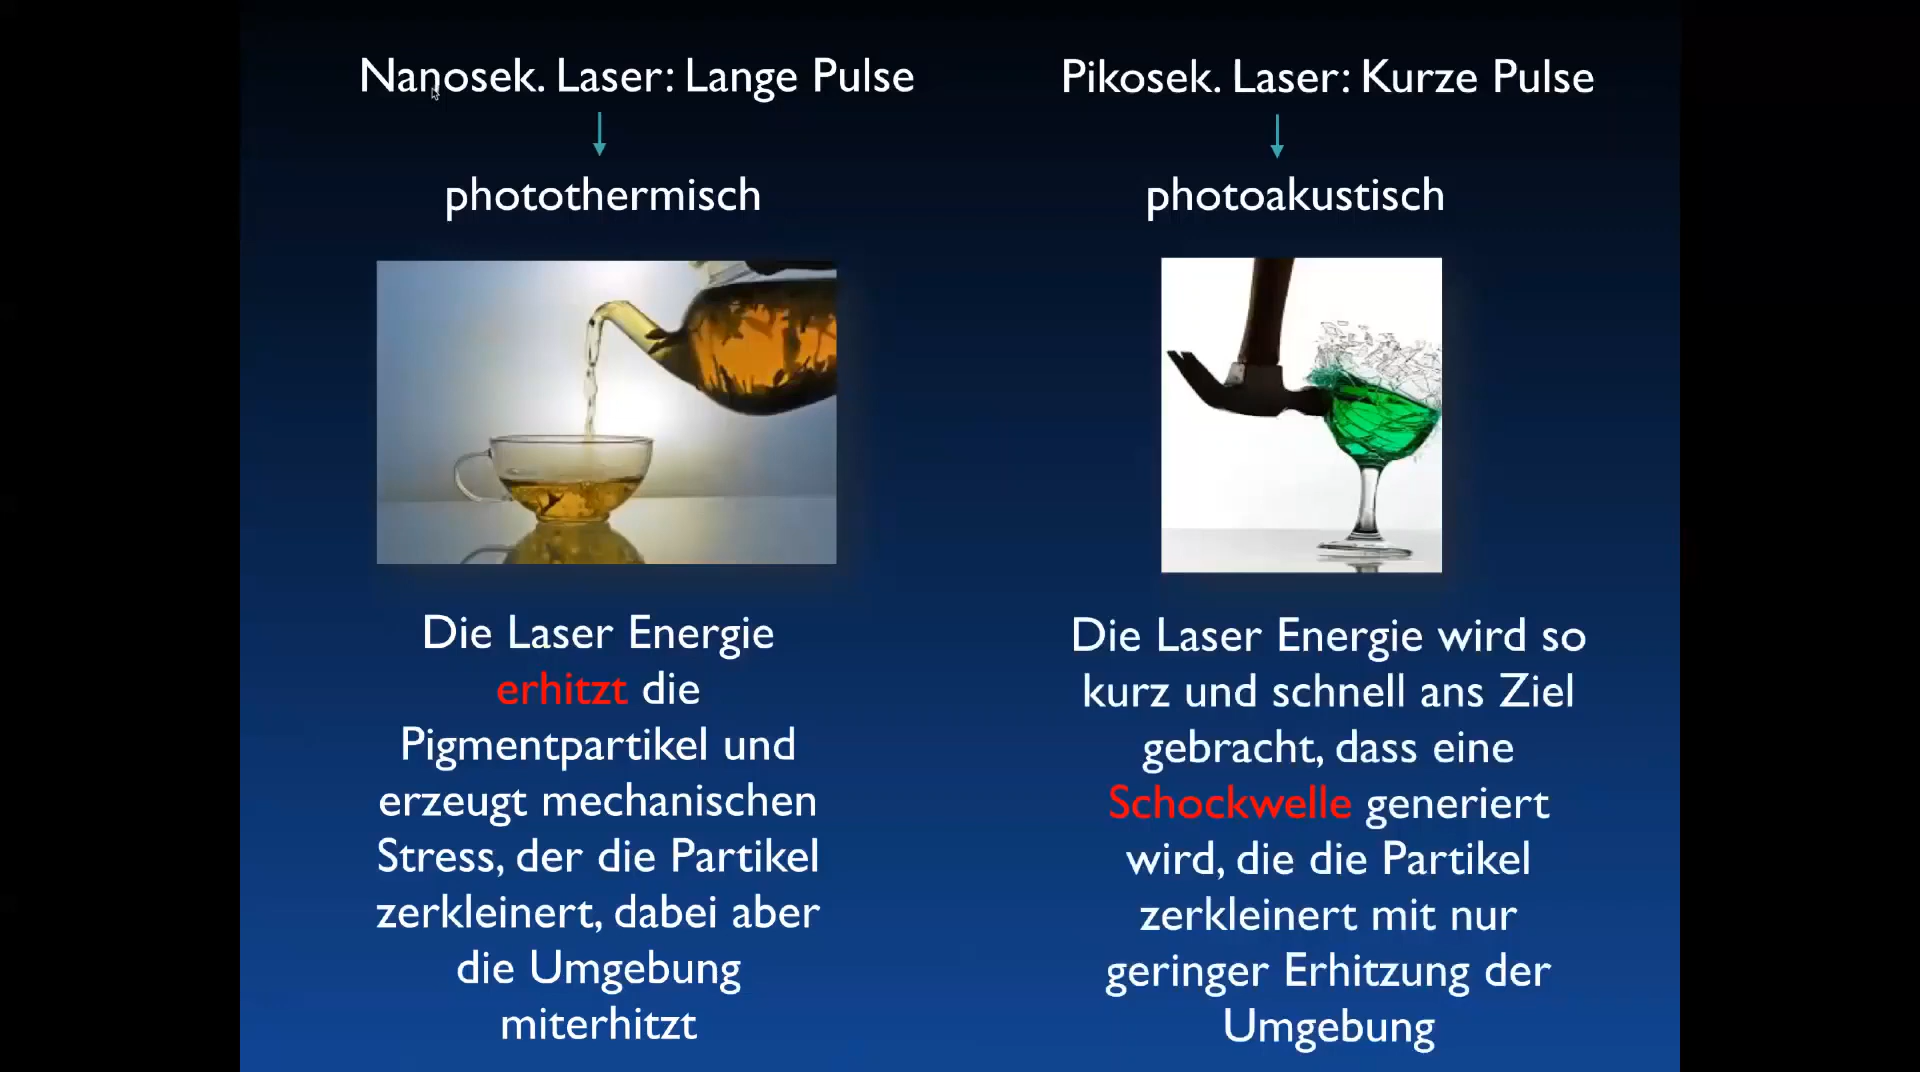 Nanosek. Laser: Lange Pulse
photothermisch
Die Laser Energie
erhitzt die
Pigmentpartikel und
erzeugt mechanischen
Stress, der die Partikel
zerkleinert, dabei aber
die Umgebung
miterhitzt
Pikosek. Laser: Kurze Pulse
photoakustisch
Die Laser Energie wird so
kurz und schnell ans Ziel
gebracht, dass eine
Schockwelle generiert
wird, die die Partikel
zerkleinert mit nur
geringer Erhitzung der
Umgebung